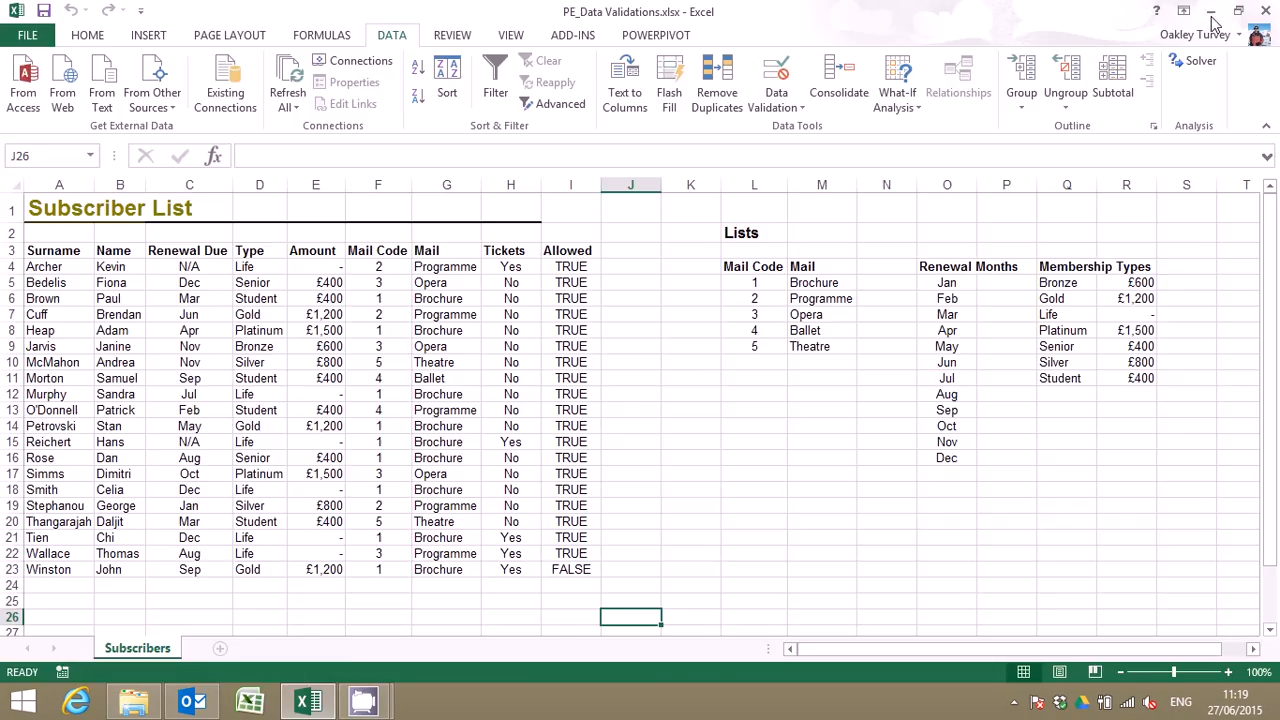 PE_Data Validations.xlsx - Excel
?
FILE HOME INSERT PAGE LAYOUT FORMULAS DATA REVIEW VIEW ADD-INS POWERPIVOT Oakley Turvey
From Access
From Web
From Text
From Other Sources
Existing Connections
Get External Data
Refresh All
Connections
Properties
Edit Links
Connections
Sort
Filter
Clear
Reapply
Advanced
Sort & Filter
Text to Columns
Flash Fill
Remove Duplicates
Data Validation
Consolidate
What-If Analysis
Relationships
Data Tools
Group
Ungroup
Subtotal
Outline
Solver
Analysis
J26 fx
A B C D E F G H I J K L M N O P Q R S T
1 Subscriber List
2 Lists
3 Surname Name Renewal Due Type Amount Mail Code Mail Tickets Allowed
4 Archer Kevin N/A Life - 2 Programme Yes TRUE Mail Code Mail Renewal Months Membership Types
5 Bedelis Fiona Dec Senior £400 3 Opera No TRUE 1 Brochure Jan Bronze £600
6 Brown Paul Mar Student £400 1 Brochure No TRUE 2 Programme Feb Gold £1,200
7 Cuff Brendan Jun Gold £1,200 2 Programme No TRUE 3 Opera Mar Life -
8 Heap Adam Apr Platinum £1,500 1 Brochure No TRUE 4 Ballet Apr Platinum £1,500
9 Jarvis Janine Nov Bronze £600 3 Opera No TRUE 5 Theatre May Senior £400
10 McMahon Andrea Nov Silver £800 5 Theatre No TRUE Jun Silver £800
11 Morton Samuel Sep Student £400 4 Ballet No TRUE Jul Student £400
12 Murphy Sandra Jul Life - 1 Brochure No TRUE Aug
13 O'Donnell Patrick Feb Student £400 4 Programme No TRUE Sep
14 Petrovski Stan May Gold £1,200 1 Brochure No TRUE Oct
15 Reichert Hans N/A Life - 1 Brochure Yes TRUE Nov
16 Rose Dan Aug Senior £400 1 Brochure No TRUE Dec
17 Simms Dimitri Oct Platinum £1,500 3 Opera No TRUE
18 Smith Celia Dec Life - 1 Brochure No TRUE
19 Stephanou George Jan Silver £800 2 Programme No TRUE
20 Thangarajah Daljit Mar Student £400 5 Theatre No TRUE
21 Tien Chi Dec Life - 1 Brochure Yes TRUE
22 Wallace Thomas Aug Life - 3 Programme Yes TRUE
23 Winston John Sep Gold £1,200 1 Brochure Yes FALSE
24
25
26
27
Subscribers
READY 100%
ENG 11:19
27/06/2015